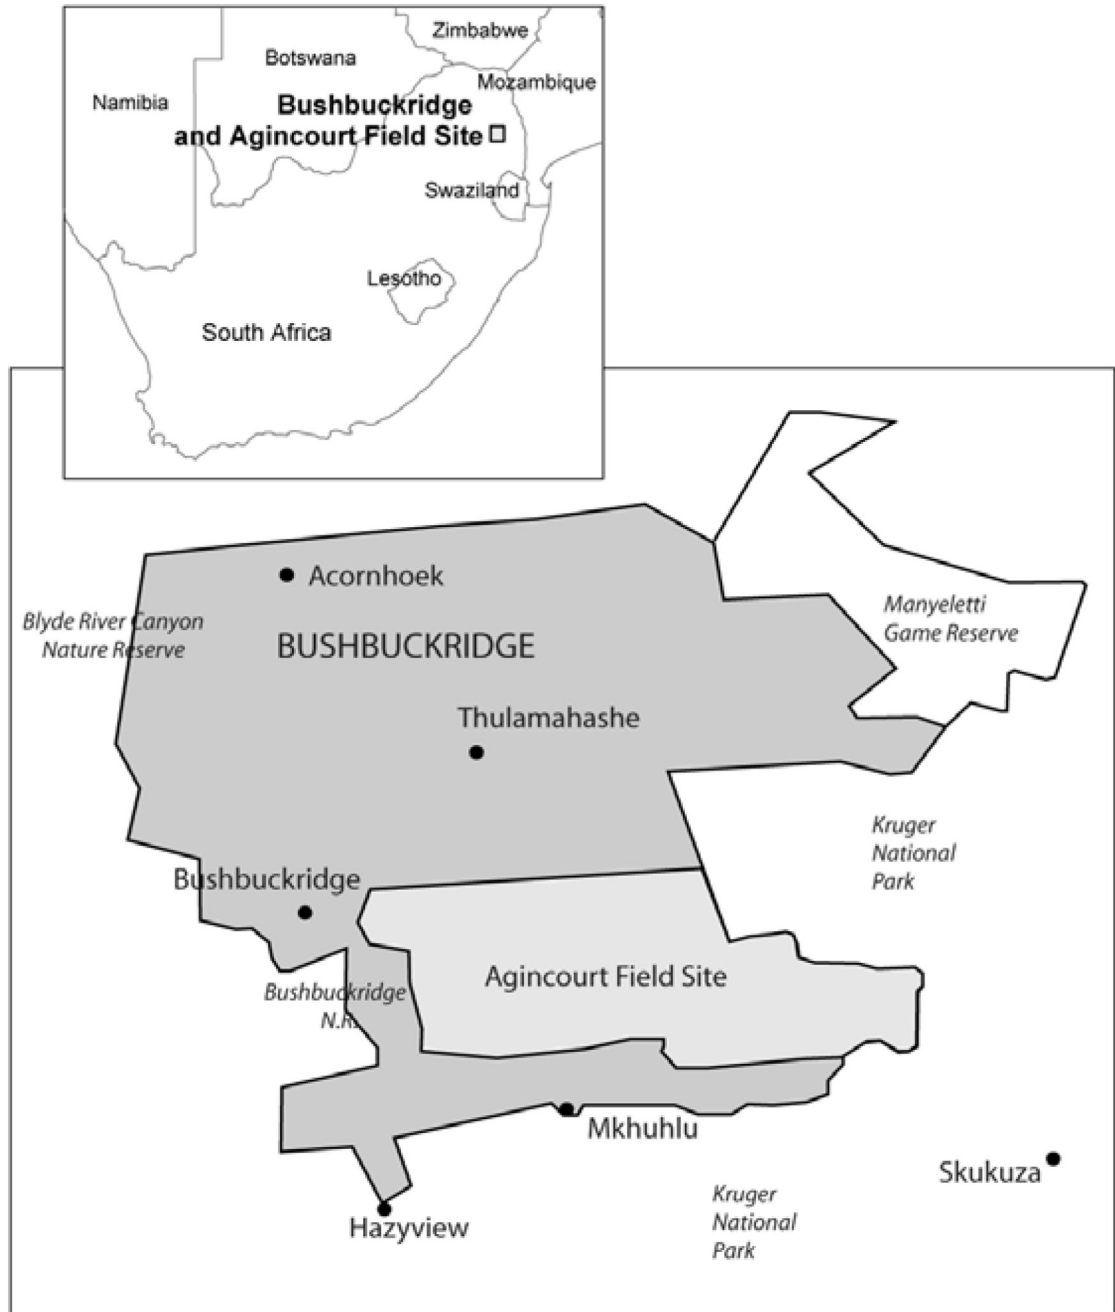 Zimbabwe
Botswana
Mozambique
Namibia
Bushbuckridge
and Agincourt Field Site
Swaziland
Lesotho
South Africa
Acornhoek
Blyde River Canyon
Nature Reserve
BUSHBUCKRIDGE
Manyeletti
Game Reserve
Thulamahashe
Kruger
National
Park
Bushbuckridge
Agincourt Field Site
Bushbuckridge
N.R.
Mkhuhlu
Skukuza
Kruger
National
Park
Hazyview